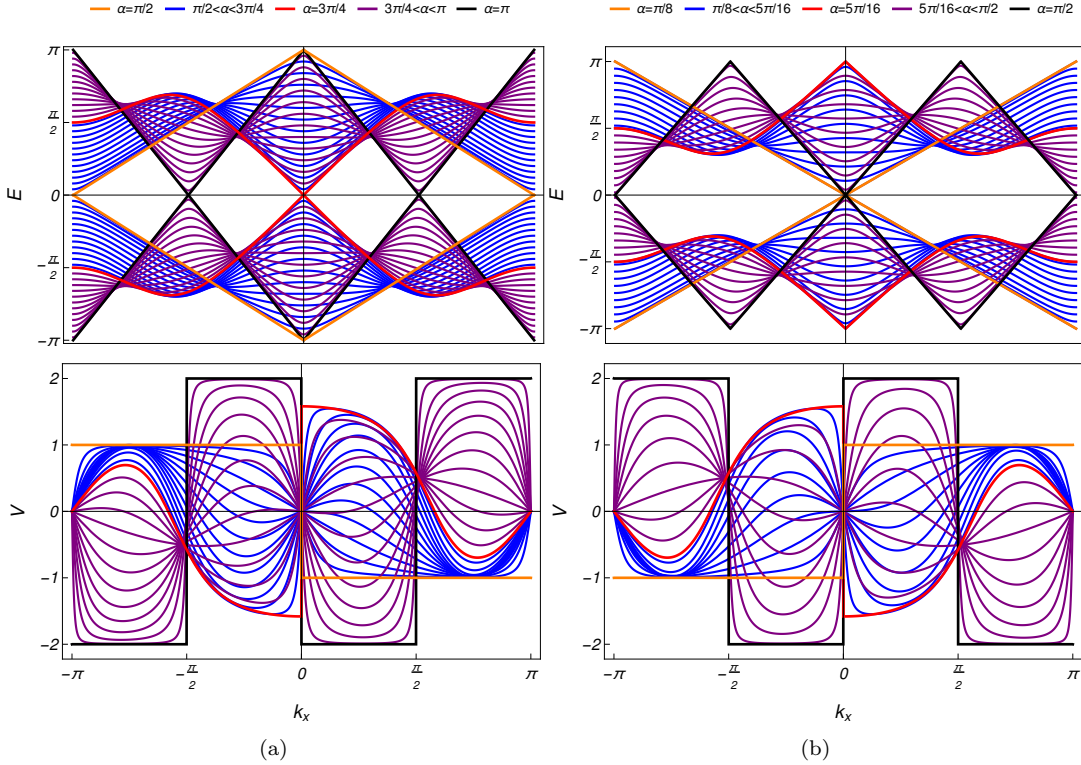 α=π/2 π/2<α<3π/4 α=3π/4 3π/4<α<π α=π
α=π/8 π/8<α<5π/16 α=5π/16 5π/16<α<π/2 α=π/2
π
π/2
0
-π/2
-π
E
π
π/2
0
-π/2
-π
E
2
1
0
-1
-2
V
-π -π/2 0 π/2 π
k_x
2
1
0
-1
-2
V
-π -π/2 0 π/2 π
k_x
(a) (b)